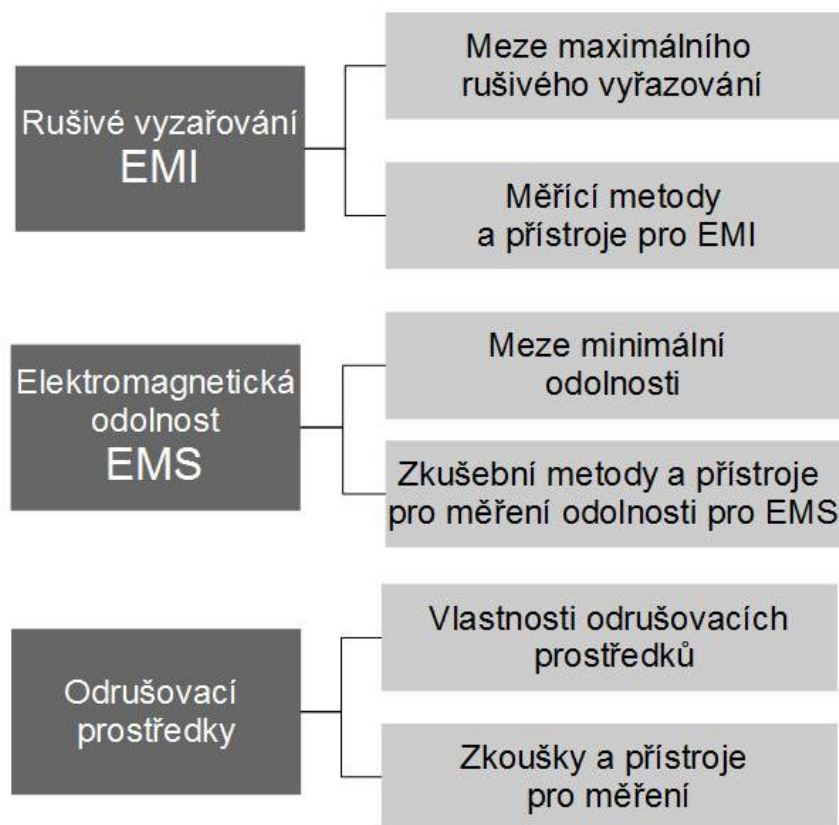 Rušivé vyzařování
EMI
Meze maximálního
rušivého vyřazování
Měřící metody
a přístroje pro EMI
Elektromagnetická
odolnost
EMS
Meze minimální
odolnosti
Zkušební metody a přístroje
pro měření odolnosti pro EMS
Odrušovací
prostředky
Vlastnosti odrušovacích
prostředků
Zkoušky a přístroje
pro měření